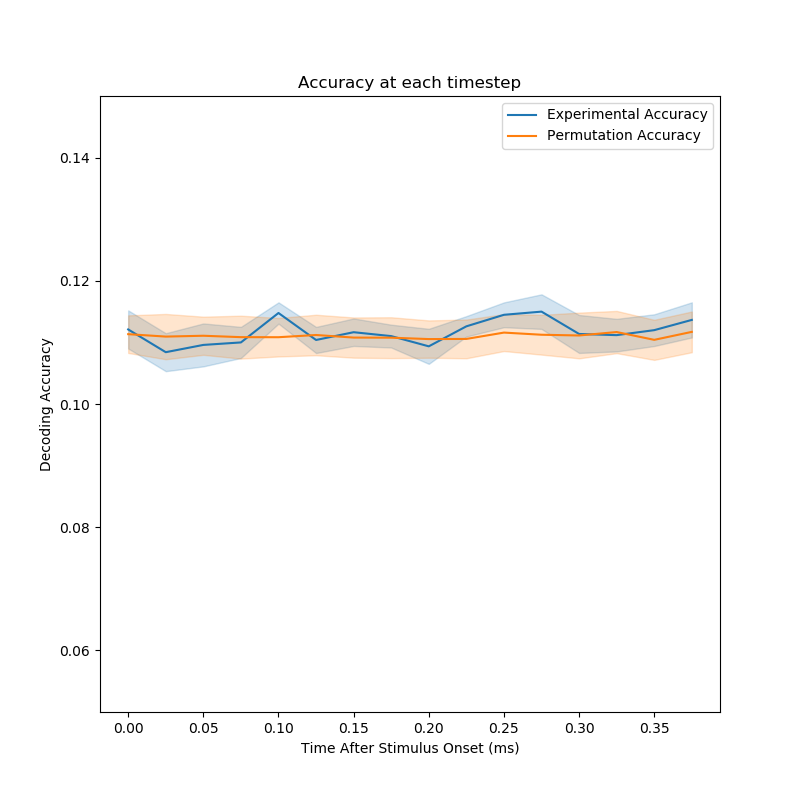 Accuracy at each timestep
Experimental Accuracy
Permutation Accuracy
0.14
0.12
0.10
0.08
0.06
Decoding Accuracy
0.00 0.05 0.10 0.15 0.20 0.25 0.30 0.35
Time After Stimulus Onset (ms)